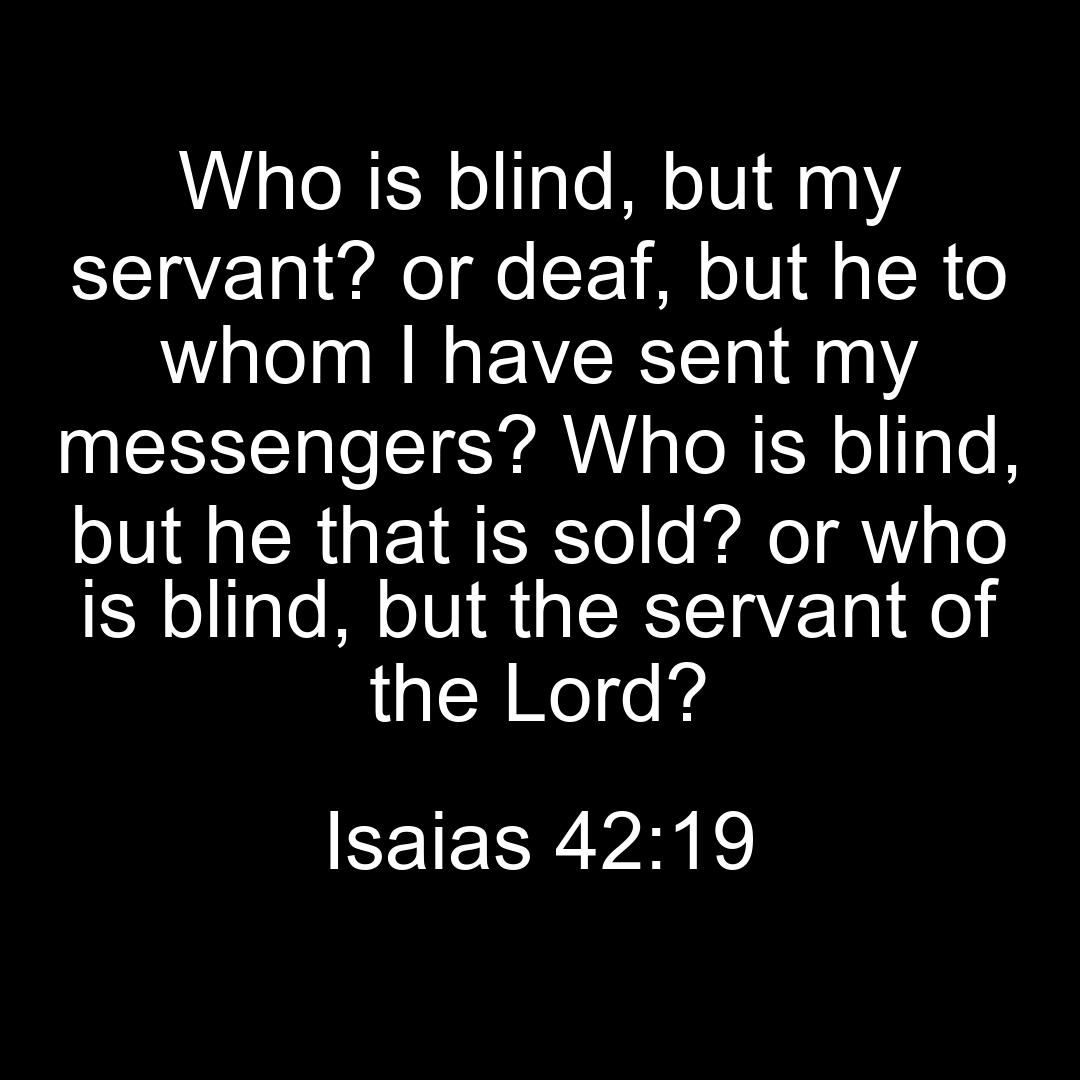 Who is blind, but my
servant? or deaf, but he to
whom I have sent my
messengers? Who is blind,
but he that is sold? or who
is blind, but the servant of
the Lord?
Isaias 42:19